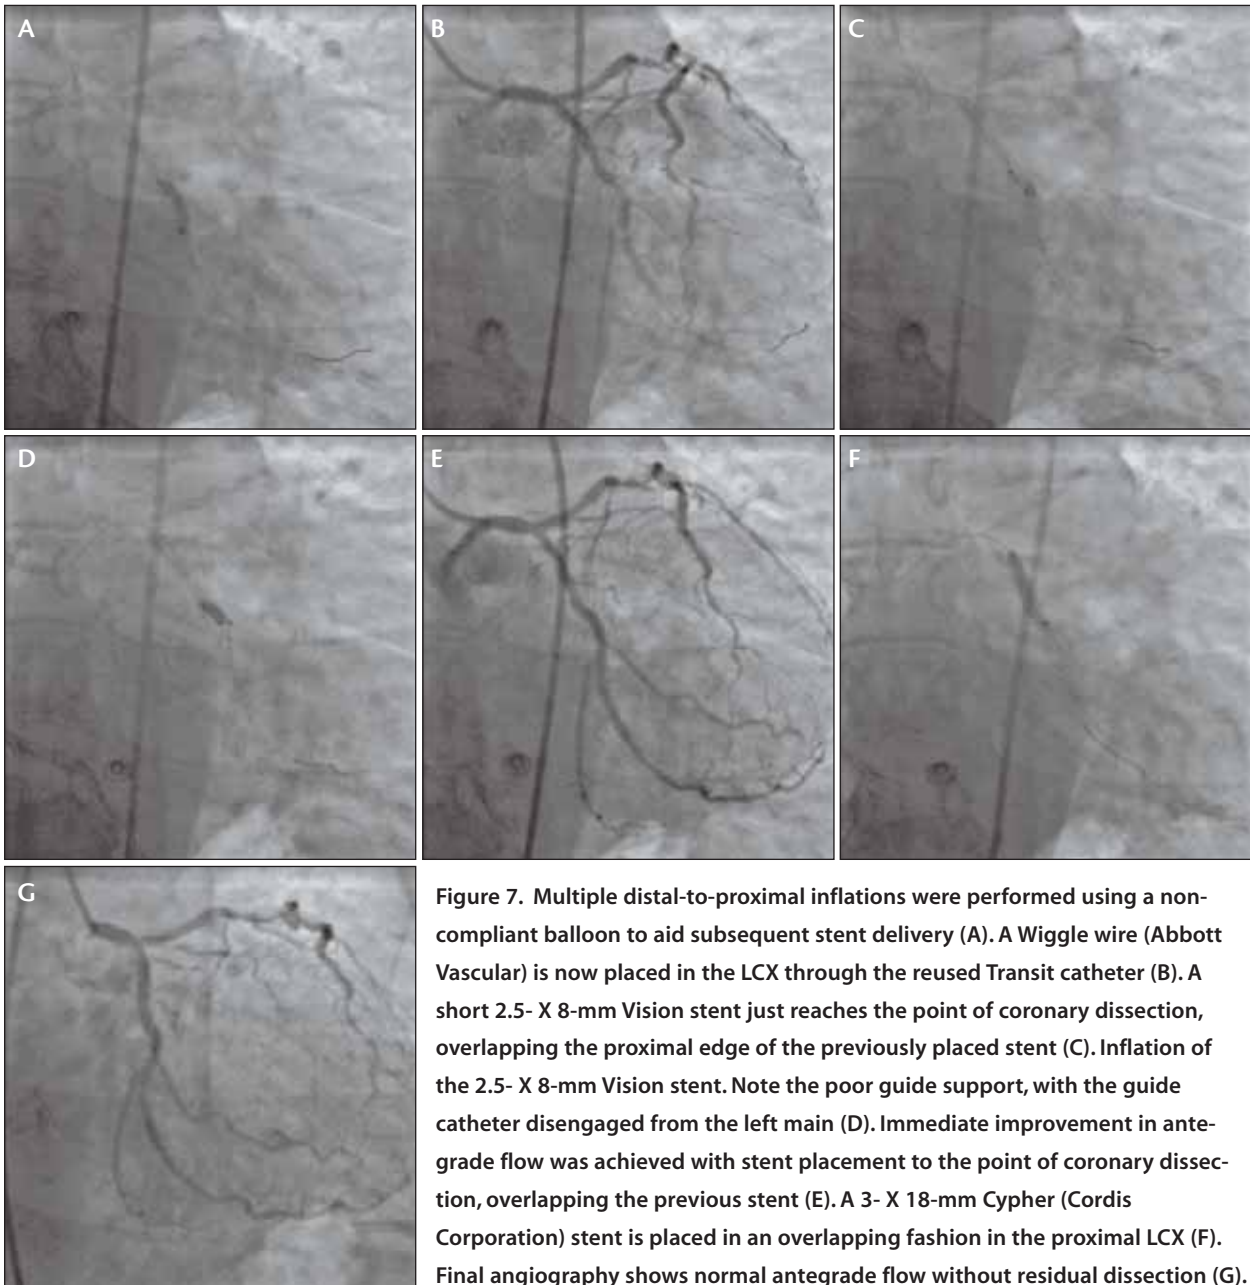 A
B
C
D
E
F
G
Figure 7. Multiple distal-to-proximal inflations were performed using a non-
compliant balloon to aid subsequent stent delivery (A). A Wiggle wire (Abbott
Vascular) is now placed in the LCX through the reused Transit catheter (B). A
short 2.5- X 8-mm Vision stent just reaches the point of coronary dissection,
overlapping the proximal edge of the previously placed stent (C). Inflation of
the 2.5- X 8-mm Vision stent. Note the poor guide support, with the guide
catheter disengaged from the left main (D). Immediate improvement in ante-
grade flow was achieved with stent placement to the point of coronary dissec-
tion, overlapping the previous stent (E). A 3- X 18-mm Cypher (Cordis
Corporation) stent is placed in an overlapping fashion in the proximal LCX (F).
Final angiography shows normal antegrade flow without residual dissection (G).